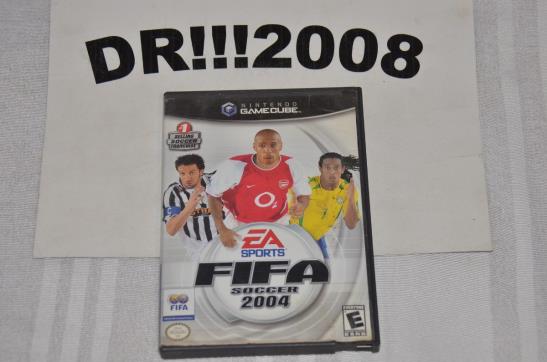 DR!!!2008
NINTENDO
GAMECUBE
#1
SELLING
SOCCER
FRANCHISE
O2
EA
SPORTS
FIFA
SOCCER
2004
FIFA
EVERYONE
E